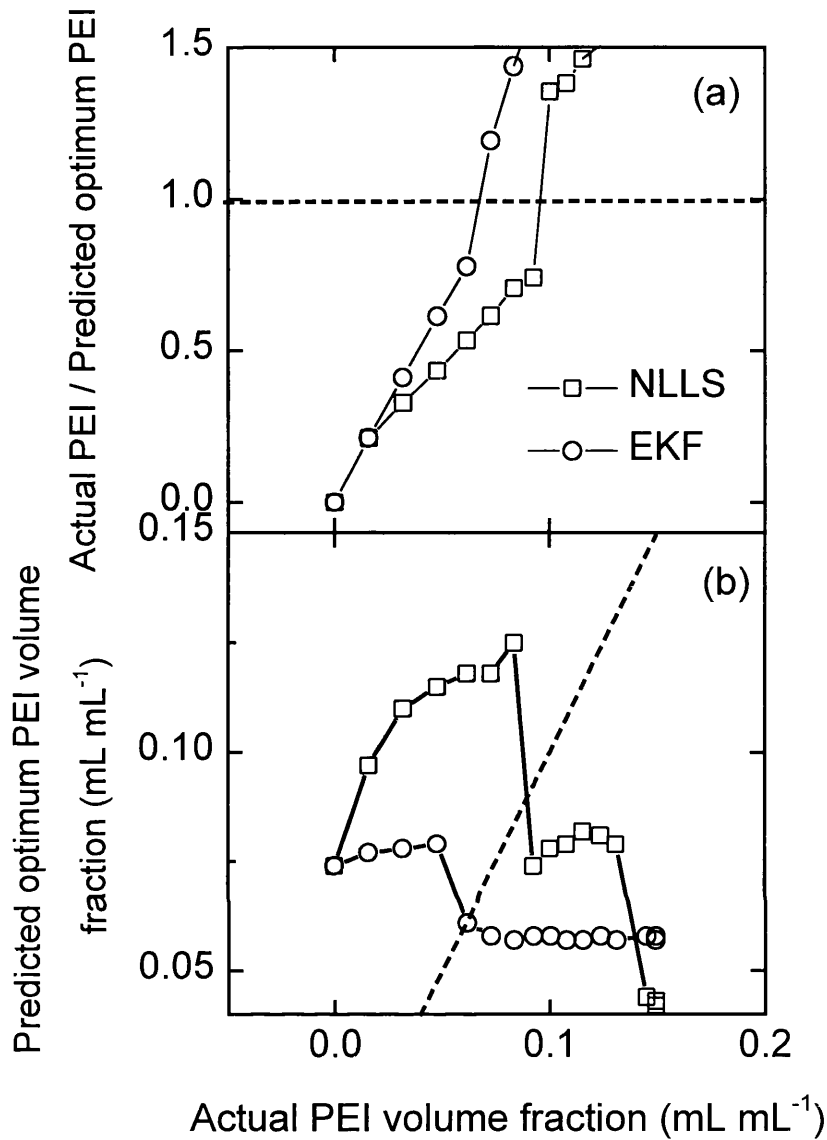 Actual PEI / Predicted optimum PEI
1.5
1.0
0.5
0.0
(a)
NLLS
EKF
Predicted optimum PEI volume
fraction (mL mL⁻¹)
0.15
0.10
0.05
(b)
0.0 0.1 0.2
Actual PEI volume fraction (mL mL⁻¹)